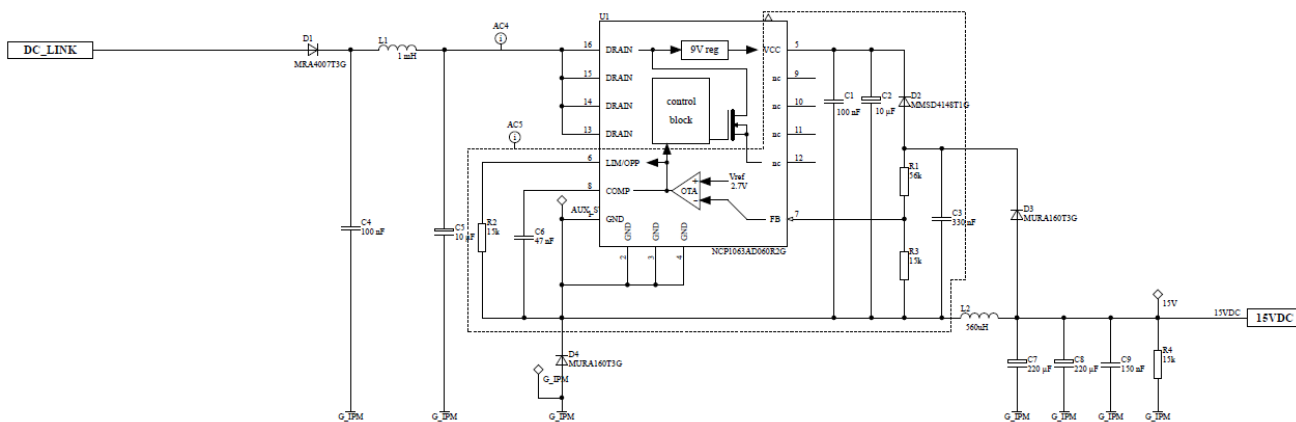 U1
DC_LINK
D1
MRA4007T3G
L1
1 mH
AC4
16
DRAIN
9V reg
VCC
5
15
DRAIN
nc
9
14
DRAIN
control
block
nc
10
13
DRAIN
nc
11
AC5
6
LIM/OPP
nc
12
8
COMP
OTA
Vref
2.7V
GND
FB
7
GND
GND
GND
2
3
4
NCP1063AD060R2G
C1
100 nF
C2
10 µF
D2
MMSD4148T1G
R1
56k
C3
330 nF
D3
MURA160T3G
R3
15k
C4
100 nF
C5
10 µF
R2
15k
C6
47 nF
L2
560uH
15V
15VDC
15VDC
D4
MURA160T3G
G_IPM
C7
220 µF
C8
220 µF
C9
150 nF
R4
15k
G_IPM
G_IPM
G_IPM
G_IPM
G_IPM
G_IPM
G_IPM